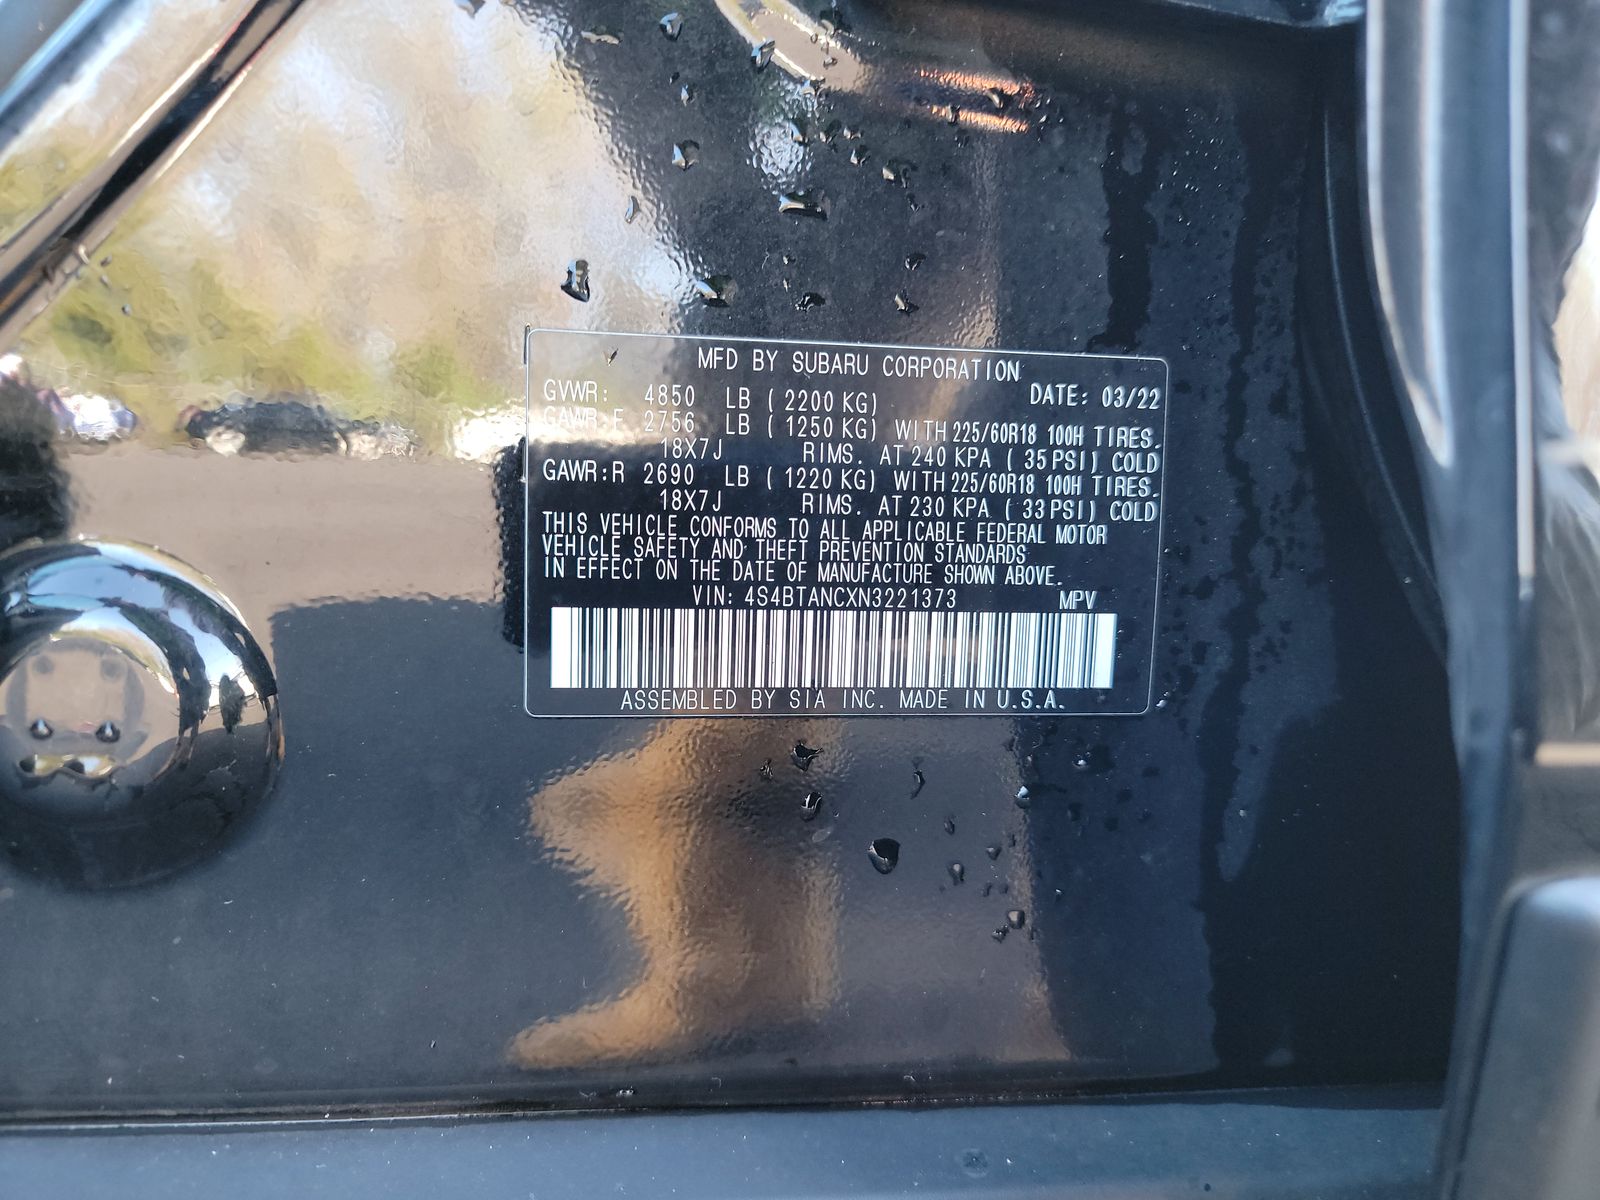 MFD BY SUBARU CORPORATION
GVWR: 4850 LB ( 2200 KG) DATE: 03/22
GAWR:F 2756 LB ( 1250 KG) WITH 225/60R18 100H TIRES.
18X7J RIMS. AT 240 KPA ( 35 PSI) COLD
GAWR:R 2690 LB ( 1220 KG) WITH 225/60R18 100H TIRES.
18X7J RIMS. AT 230 KPA ( 33 PSI) COLD
THIS VEHICLE CONFORMS TO ALL APPLICABLE FEDERAL MOTOR
VEHICLE SAFETY AND THEFT PREVENTION STANDARDS
IN EFFECT ON THE DATE OF MANUFACTURE SHOWN ABOVE.
VIN: 4S4BTANCXN3221373 MPV
ASSEMBLED BY SIA INC. MADE IN U.S.A.